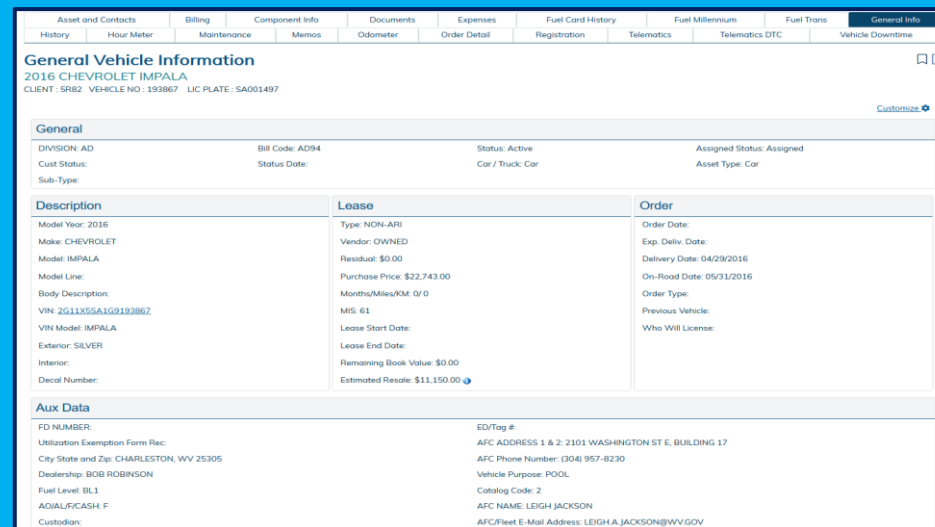 Asset and Contacts Billing Component Info Documents Expenses Fuel Card History Fuel Millennium Fuel Trans General Info
History Hour Meter Maintenance Memos Odometer Order Detail Registration Telematics Telematics DTC Vehicle Downtime
General Vehicle Information
2016 CHEVROLET IMPALA
CLIENT : 5R82 VEHICLE NO : 193867 LIC PLATE : SA001497
Customize
General
DIVISION: AD Bill Code: AD94 Status: Active Assigned Status: Assigned
Cust Status: Status Date: Car / Truck: Car Asset Type: Car
Sub-Type:
Description
Model Year: 2016
Make: CHEVROLET
Model: IMPALA
Model Line:
Body Description:
VIN: 2G11X5SA1G9193867
VIN Model: IMPALA
Exterior: SILVER
Interior:
Decal Number:
Lease
Type: NON-ARI
Vendor: OWNED
Residual: $0.00
Purchase Price: $22,743.00
Months/Miles/KM: 0/ 0
MIS: 61
Lease Start Date:
Lease End Date:
Remaining Book Value: $0.00
Estimated Resale: $11,150.00
Order
Order Date:
Exp. Deliv. Date:
Delivery Date: 04/29/2016
On-Road Date: 05/31/2016
Order Type:
Previous Vehicle:
Who Will License:
Aux Data
FD NUMBER: ED/Tag #:
Utilization Exemption Form Rec: AFC ADDRESS 1 & 2: 2101 WASHINGTON ST E, BUILDING 17
City State and Zip: CHARLESTON, WV 25305 AFC Phone Number: (304) 957-8230
Dealership: BOB ROBINSON Vehicle Purpose: POOL
Fuel Level: BL1 Catalog Code: 2
AO/AL/F/CASH: F AFC NAME: LEIGH JACKSON
Custodian: AFC/Fleet E-Mail Address: LEIGH.A.JACKSON@WV.GOV